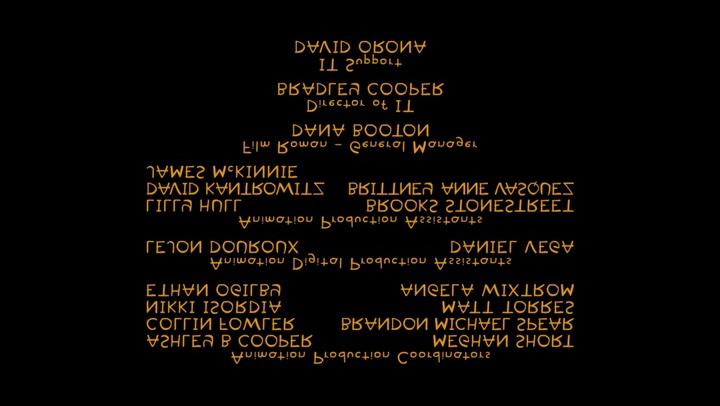 Animation Production Coordinators
ASHLEY B COOPER MEGHAN SHORT
COLLIN FOWLER BRANDON MICHAEL SPEAR
NIKKI ISORDIA MATT TORRES
ETHAN OGILBY ANGELA WIXTROM
Animation Digital Production Assistants
LEJON DOUROUX DANIEL VEGA
Animation Production Assistants
LILLY HULL BROOKS STONESTREET
DAVID KANTROWITZ BRITTNEY ANNE VASQUEZ
JAMES McKINNIE
Film Roman - General Manager
DANA BOOTON
Director of IT
BRADLEY COOPER
IT Support
DAVID ORONA